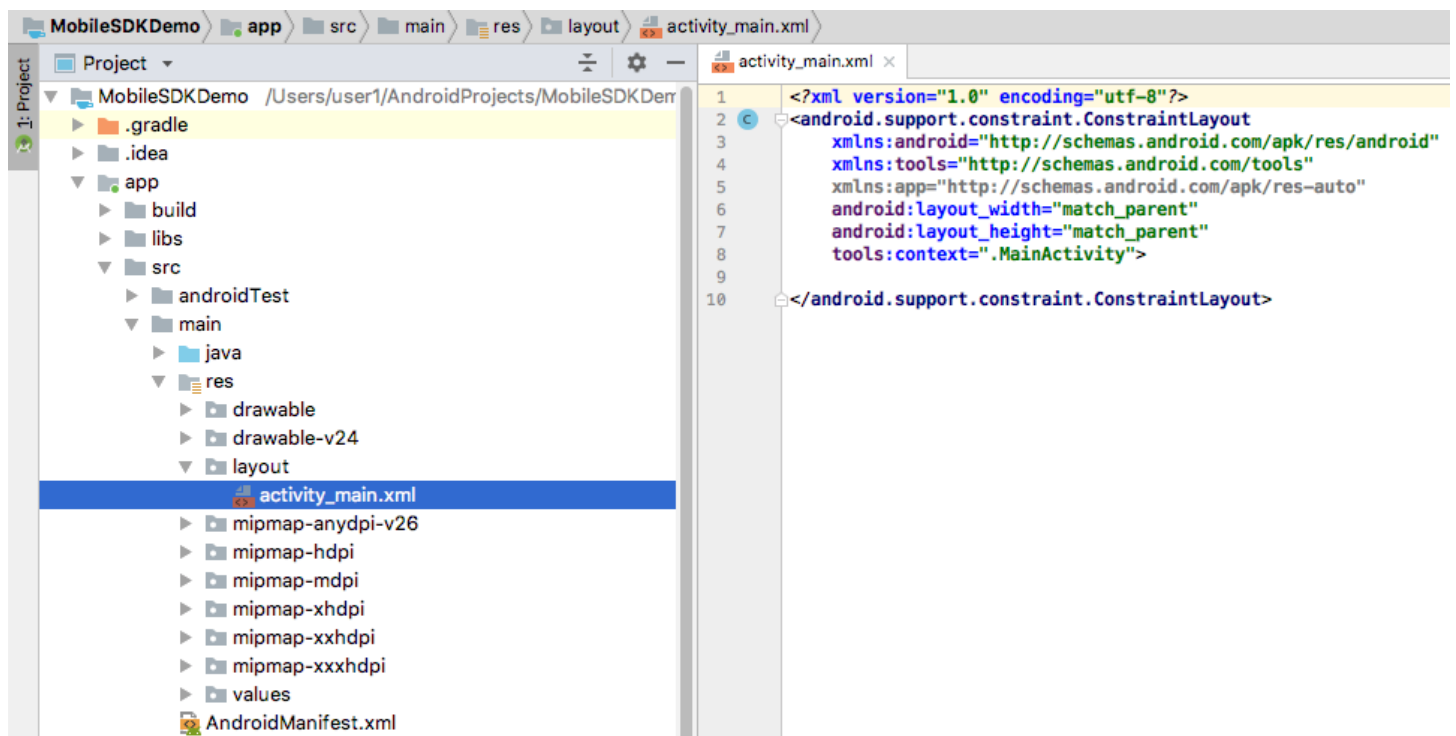 MobileSDKDemo app src main res layout activity_main.xml
1: Project
Project
activity_main.xml
MobileSDKDemo /Users/user1/AndroidProjects/MobileSDKDem
.gradle
.idea
app
build
libs
src
androidTest
main
java
res
drawable
drawable-v24
layout
activity_main.xml
mipmap-anydpi-v26
mipmap-hdpi
mipmap-mdpi
mipmap-xhdpi
mipmap-xxhdpi
mipmap-xxxhdpi
values
AndroidManifest.xml
1 <?xml version="1.0" encoding="utf-8"?>
2 C <android.support.constraint.ConstraintLayout
3 xmlns:android="http://schemas.android.com/apk/res/android"
4 xmlns:tools="http://schemas.android.com/tools"
5 xmlns:app="http://schemas.android.com/apk/res-auto"
6 android:layout_width="match_parent"
7 android:layout_height="match_parent"
8 tools:context=".MainActivity">
9
10 </android.support.constraint.ConstraintLayout>